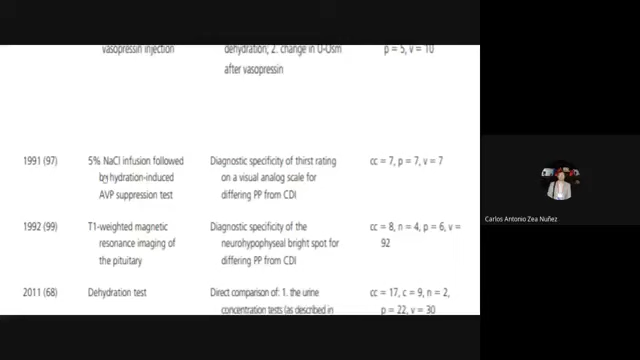 vasopressin injection dehydration; 2. change in U-Osm p = 5, v = 10
after vasopressin
1991 (97) 5% NaCl infusion followed Diagnostic specificity of thirst rating cc = 7, p = 7, v = 7
by hydration-induced on a visual analog scale for
AVP suppression test differing PP from CDI
1992 (99) T1-weighted magnetic Diagnostic specificity of the cc = 8, n = 4, p = 6, v =
resonance imaging of neurohypophyseal bright spot for 92
the pituitary differing PP from CDI
2011 (68) Dehydration test Direct comparison of: 1. the urine cc = 17, c = 9, n = 2,
concentration tests (as described in p = 22, v = 30
Carlos Antonio Zea Nuñez